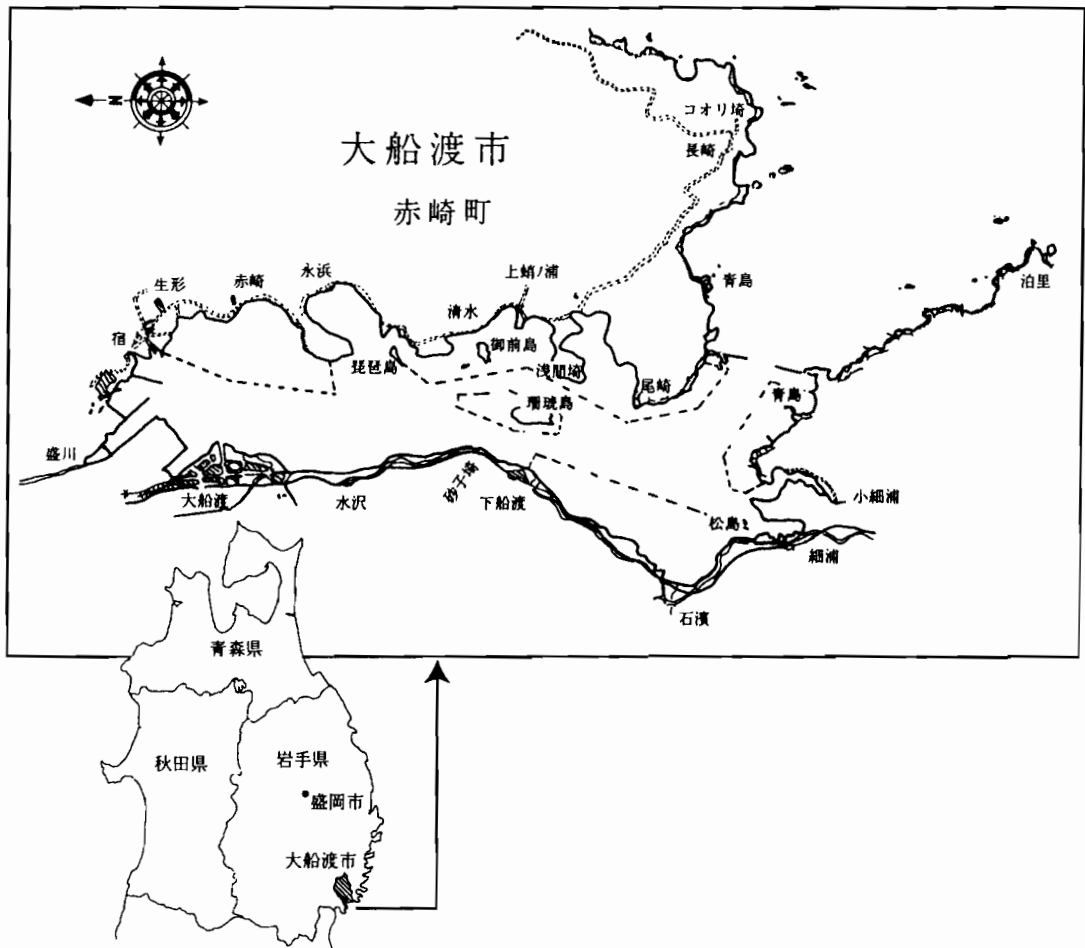 N
大船渡市
赤崎町
コオリ埼
長崎
青島
泊里
上蛸ノ浦
永浜
赤崎
生形
清水
宿
御前島
琵琶島
浅間埼
尾崎
青島
珊琥島
盛川
大船渡
水沢
砂子埼
下船渡
小細浦
松島
細浦
石濱
青森県
秋田県
岩手県
盛岡市
大船渡市